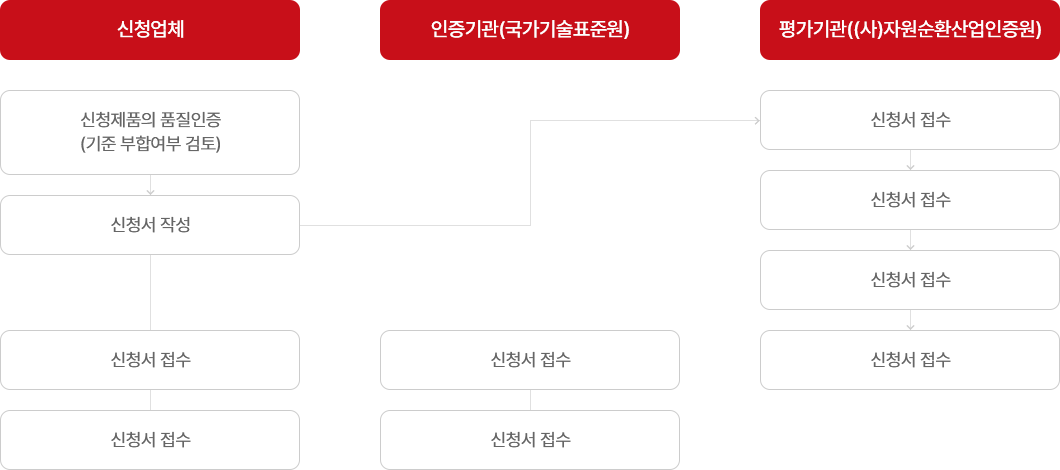 신청업체
인증기관(국가기술표준원)
평가기관((사)자원순환산업인증원)
신청제품의 품질인증
(기준 부합여부 검토)
신청서 접수
신청서 작성
신청서 접수
신청서 접수
신청서 접수
신청서 접수
신청서 접수
신청서 접수
신청서 접수